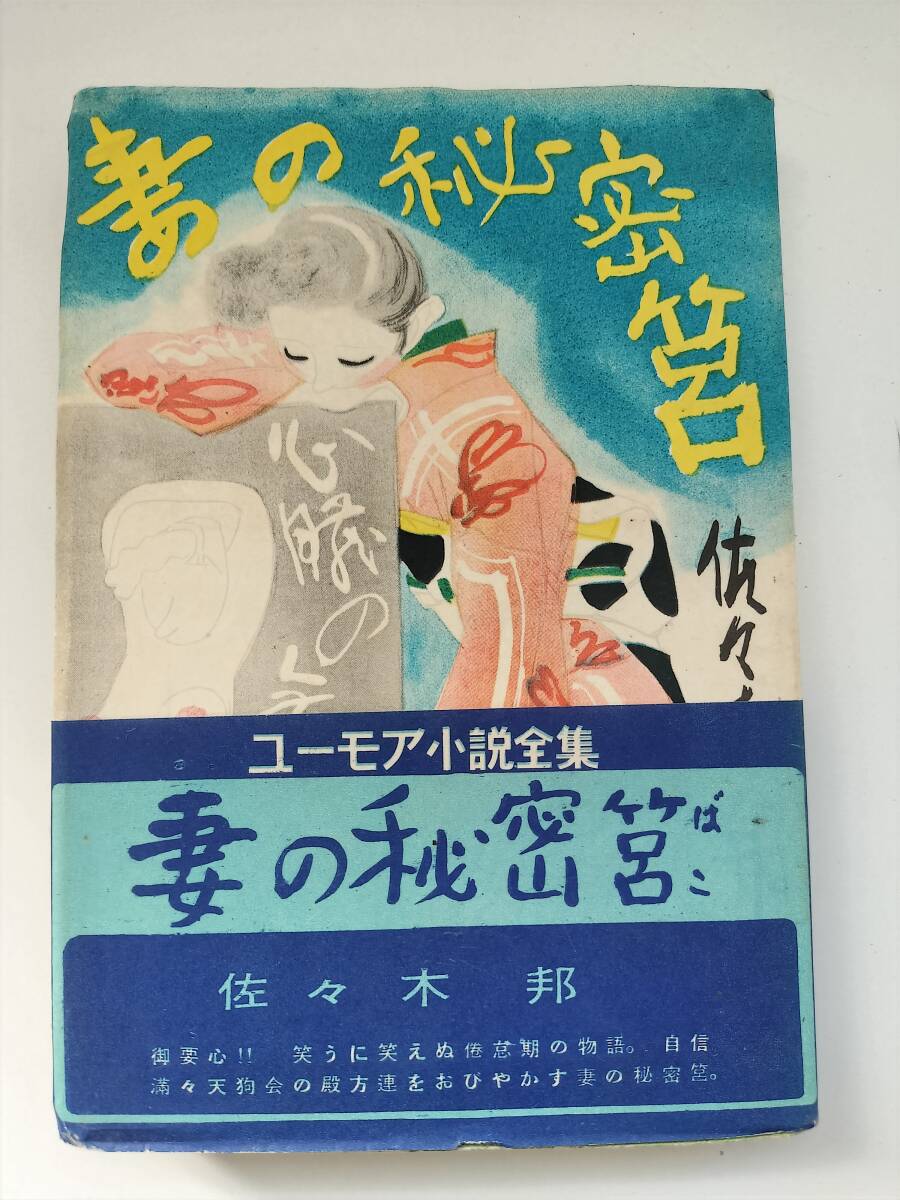 妻の秘密筥
佐々
心臓の
ユーモア小説全集
妻の秘密筥
ばこ
佐々木 邦
御要心!! 笑うに笑えぬ倦怠期の物語。 自信
満々天狗会の殿方連をおびやかす妻の秘密筥。